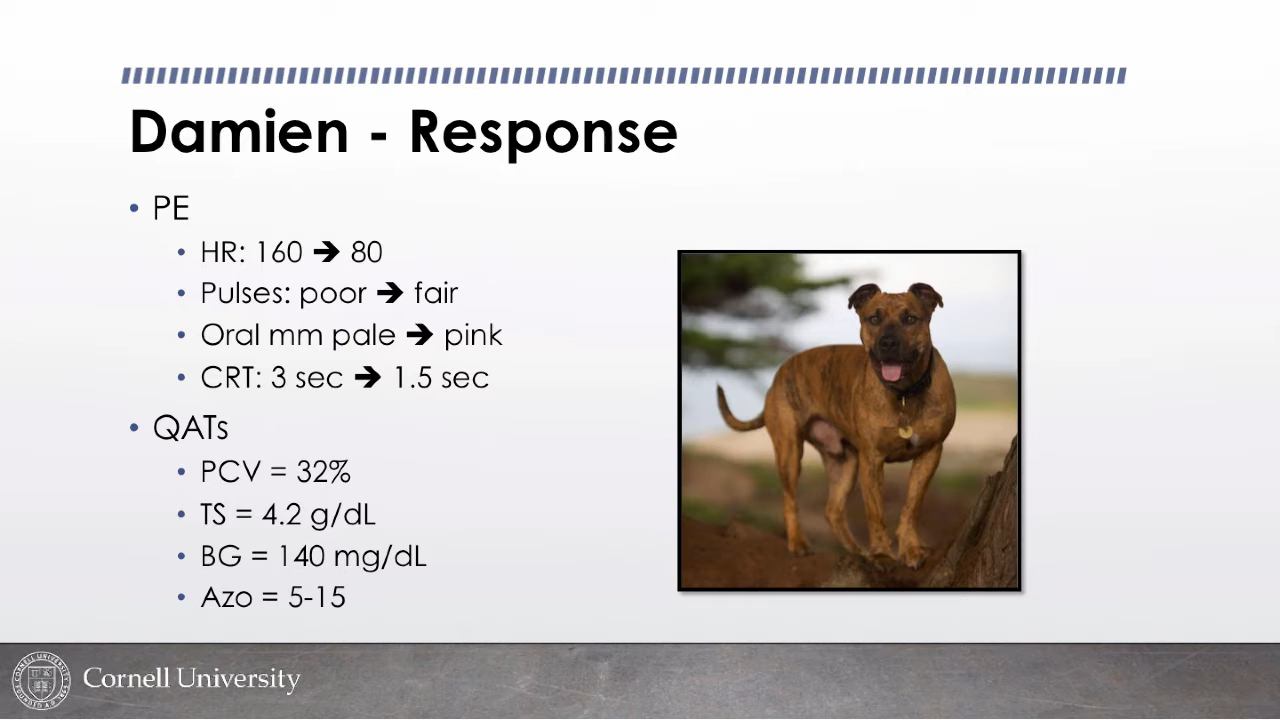 Damien - Response
• PE
• HR: 160 ➔ 80
• Pulses: poor ➔ fair
• Oral mm pale ➔ pink
• CRT: 3 sec ➔ 1.5 sec
• QATs
• PCV = 32%
• TS = 4.2 g/dL
• BG = 140 mg/dL
• Azo = 5-15
Cornell University